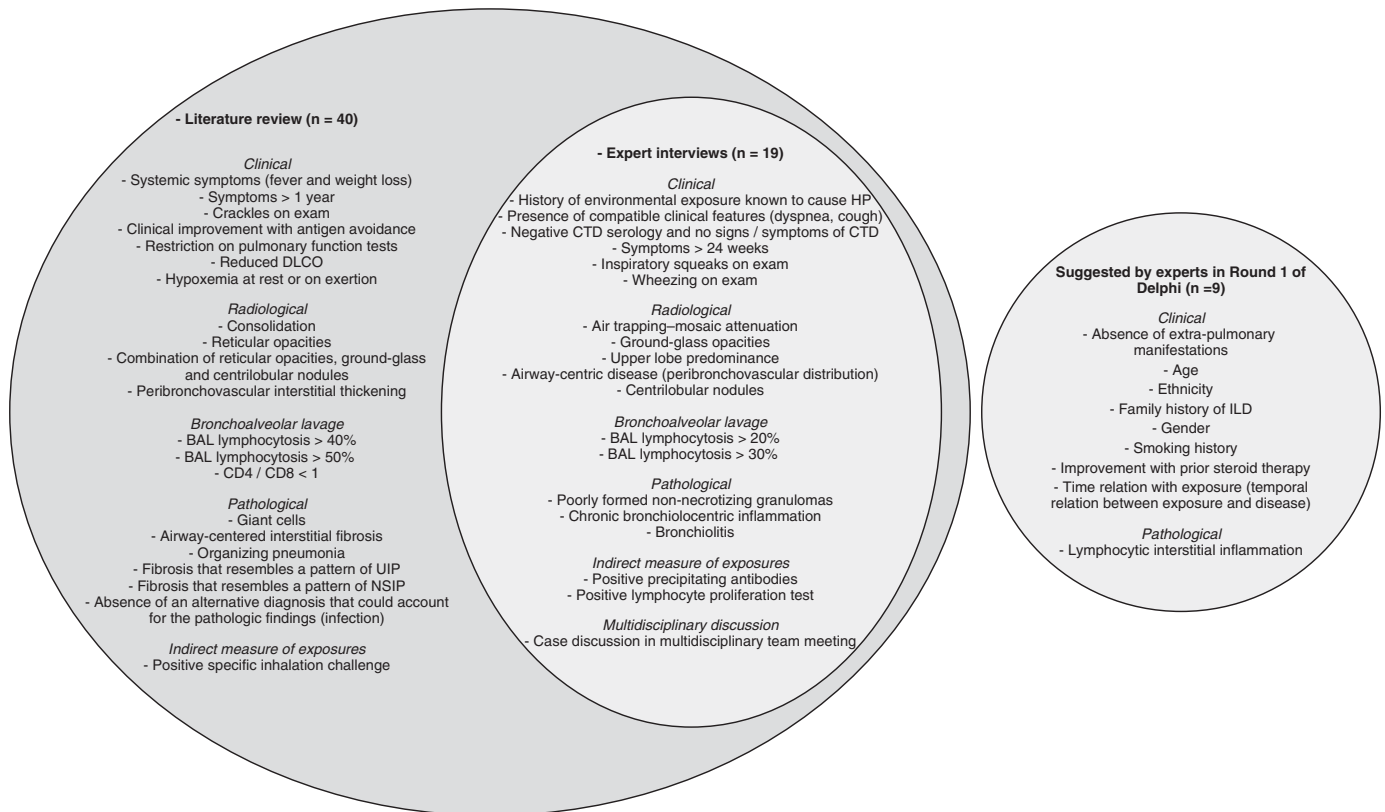 - Literature review (n = 40)
Clinical
- Systemic symptoms (fever and weight loss)
- Symptoms > 1 year
- Crackles on exam
- Clinical improvement with antigen avoidance
- Restriction on pulmonary function tests
- Reduced DLCO
- Hypoxemia at rest or on exertion
Radiological
- Consolidation
- Reticular opacities
- Combination of reticular opacities, ground-glass
and centrilobular nodules
- Peribronchovascular interstitial thickening
Bronchoalveolar lavage
- BAL lymphocytosis > 40%
- BAL lymphocytosis > 50%
- CD4 / CD8 < 1
Pathological
- Giant cells
- Airway-centered interstitial fibrosis
- Organizing pneumonia
- Fibrosis that resembles a pattern of UIP
- Fibrosis that resembles a pattern of NSIP
- Absence of an alternative diagnosis that could account
for the pathologic findings (infection)
Indirect measure of exposures
- Positive specific inhalation challenge
- Expert interviews (n = 19)
Clinical
- History of environmental exposure known to cause HP
- Presence of compatible clinical features (dyspnea, cough)
- Negative CTD serology and no signs / symptoms of CTD
- Symptoms > 24 weeks
- Inspiratory squeaks on exam
- Wheezing on exam
Radiological
- Air trapping–mosaic attenuation
- Ground-glass opacities
- Upper lobe predominance
- Airway-centric disease (peribronchovascular distribution)
- Centrilobular nodules
Bronchoalveolar lavage
- BAL lymphocytosis > 20%
- BAL lymphocytosis > 30%
Pathological
- Poorly formed non-necrotizing granulomas
- Chronic bronchiolocentric inflammation
- Bronchiolitis
Indirect measure of exposures
- Positive precipitating antibodies
- Positive lymphocyte proliferation test
Multidisciplinary discussion
- Case discussion in multidisciplinary team meeting
Suggested by experts in Round 1 of
Delphi (n =9)
Clinical
- Absence of extra-pulmonary
manifestations
- Age
- Ethnicity
- Family history of ILD
- Gender
- Smoking history
- Improvement with prior steroid therapy
- Time relation with exposure (temporal
relation between exposure and disease)
Pathological
- Lymphocytic interstitial inflammation